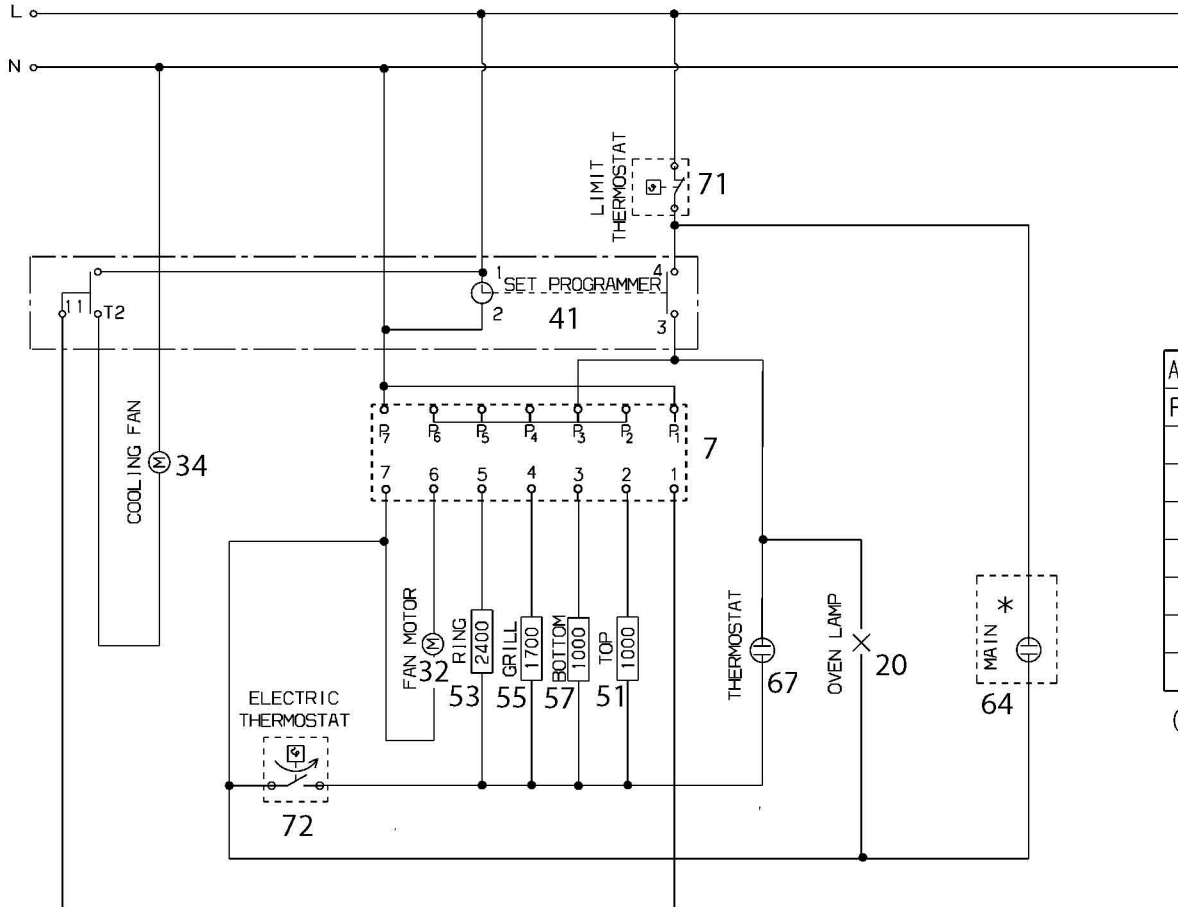 L
N
LIMIT THERMOSTAT
71
1
SET PROGRAMMER
4
11
T2
2
41
3
P7
P6
P5
P4
P3
P2
P1
7
7
6
5
4
3
2
1
COOLING FAN
34
FAN MOTOR
M
32
RING
2400
53
GRILL
1700
55
BOTTOM
1000
57
TOP
1000
51
THERMOSTAT
67
OVEN LAMP
20
MAIN
*
64
M
ELECTRIC
THERMOSTAT
72
A